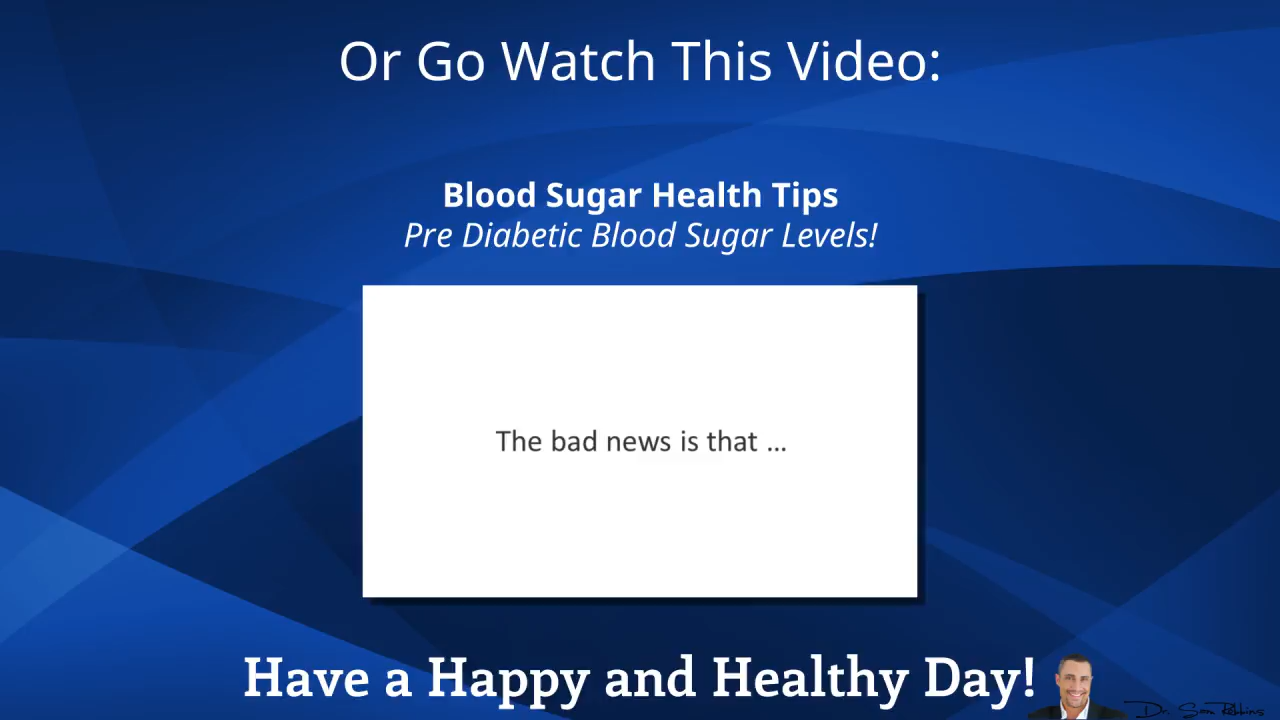 Or Go Watch This Video:
Blood Sugar Health Tips
Pre Diabetic Blood Sugar Levels!
The bad news is that ...
Have a Happy and Healthy Day!
Dr. Sam Robbins